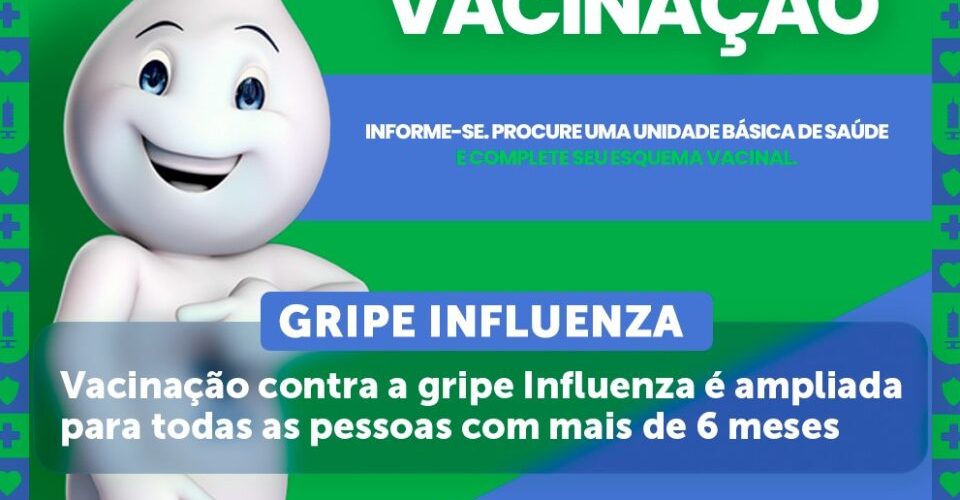 VACINAÇÃO
INFORME-SE. PROCURE UMA UNIDADE BÁSICA DE SAÚDE
E COMPLETE SEU ESQUEMA VACINAL.
GRIPE INFLUENZA
Vacinação contra a gripe Influenza é ampliada
para todas as pessoas com mais de 6 meses